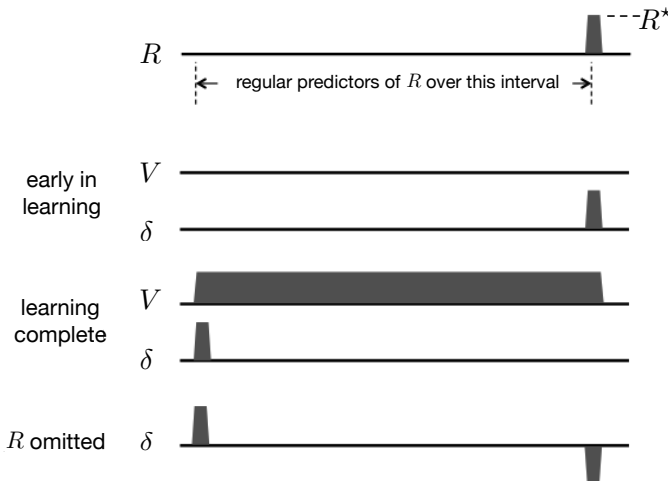 R
R*
regular predictors of R over this interval
early in
learning
V
δ
learning
complete
V
δ
R omitted
δ